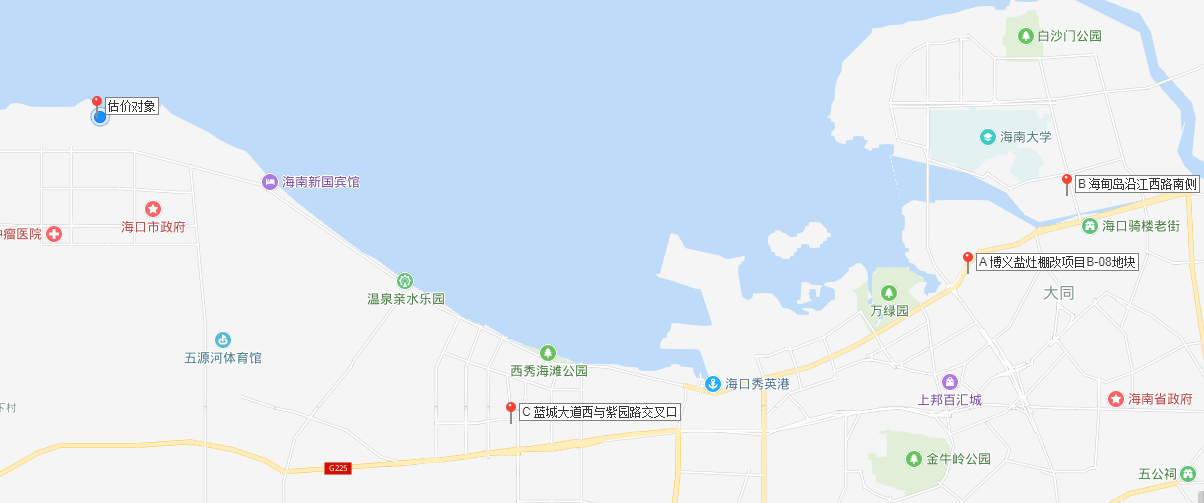 白沙门公园
估价对象
海南大学
海南新国宾馆
B 海甸岛沿江西路南侧
海口市政府
瘤医院
海口骑楼老街
A 博义盐灶棚改项目B-08地块
温泉亲水乐园
大同
万绿园
五源河体育馆
西秀海滩公园
海口秀英港
上邦百汇城
海南省政府
下村
C 蓝城大道西与紫园路交叉口
金牛岭公园
G225
五公祠